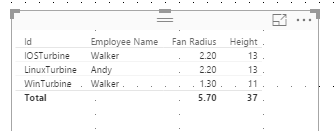 Id Employee Name Fan Radius Height
IOSTurbine Walker 2.20 13
LinuxTurbine Andy 2.20 13
WinTurbine Walker 1.30 11
Total 5.70 37